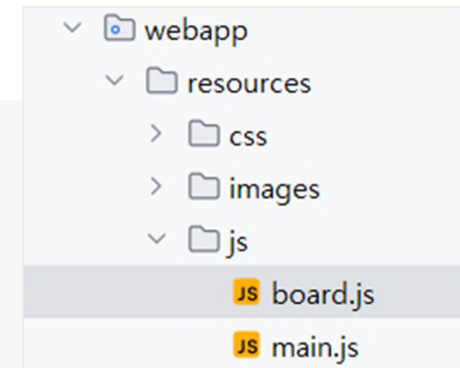 webapp
resources
css
images
js
JS board.js
JS main.js